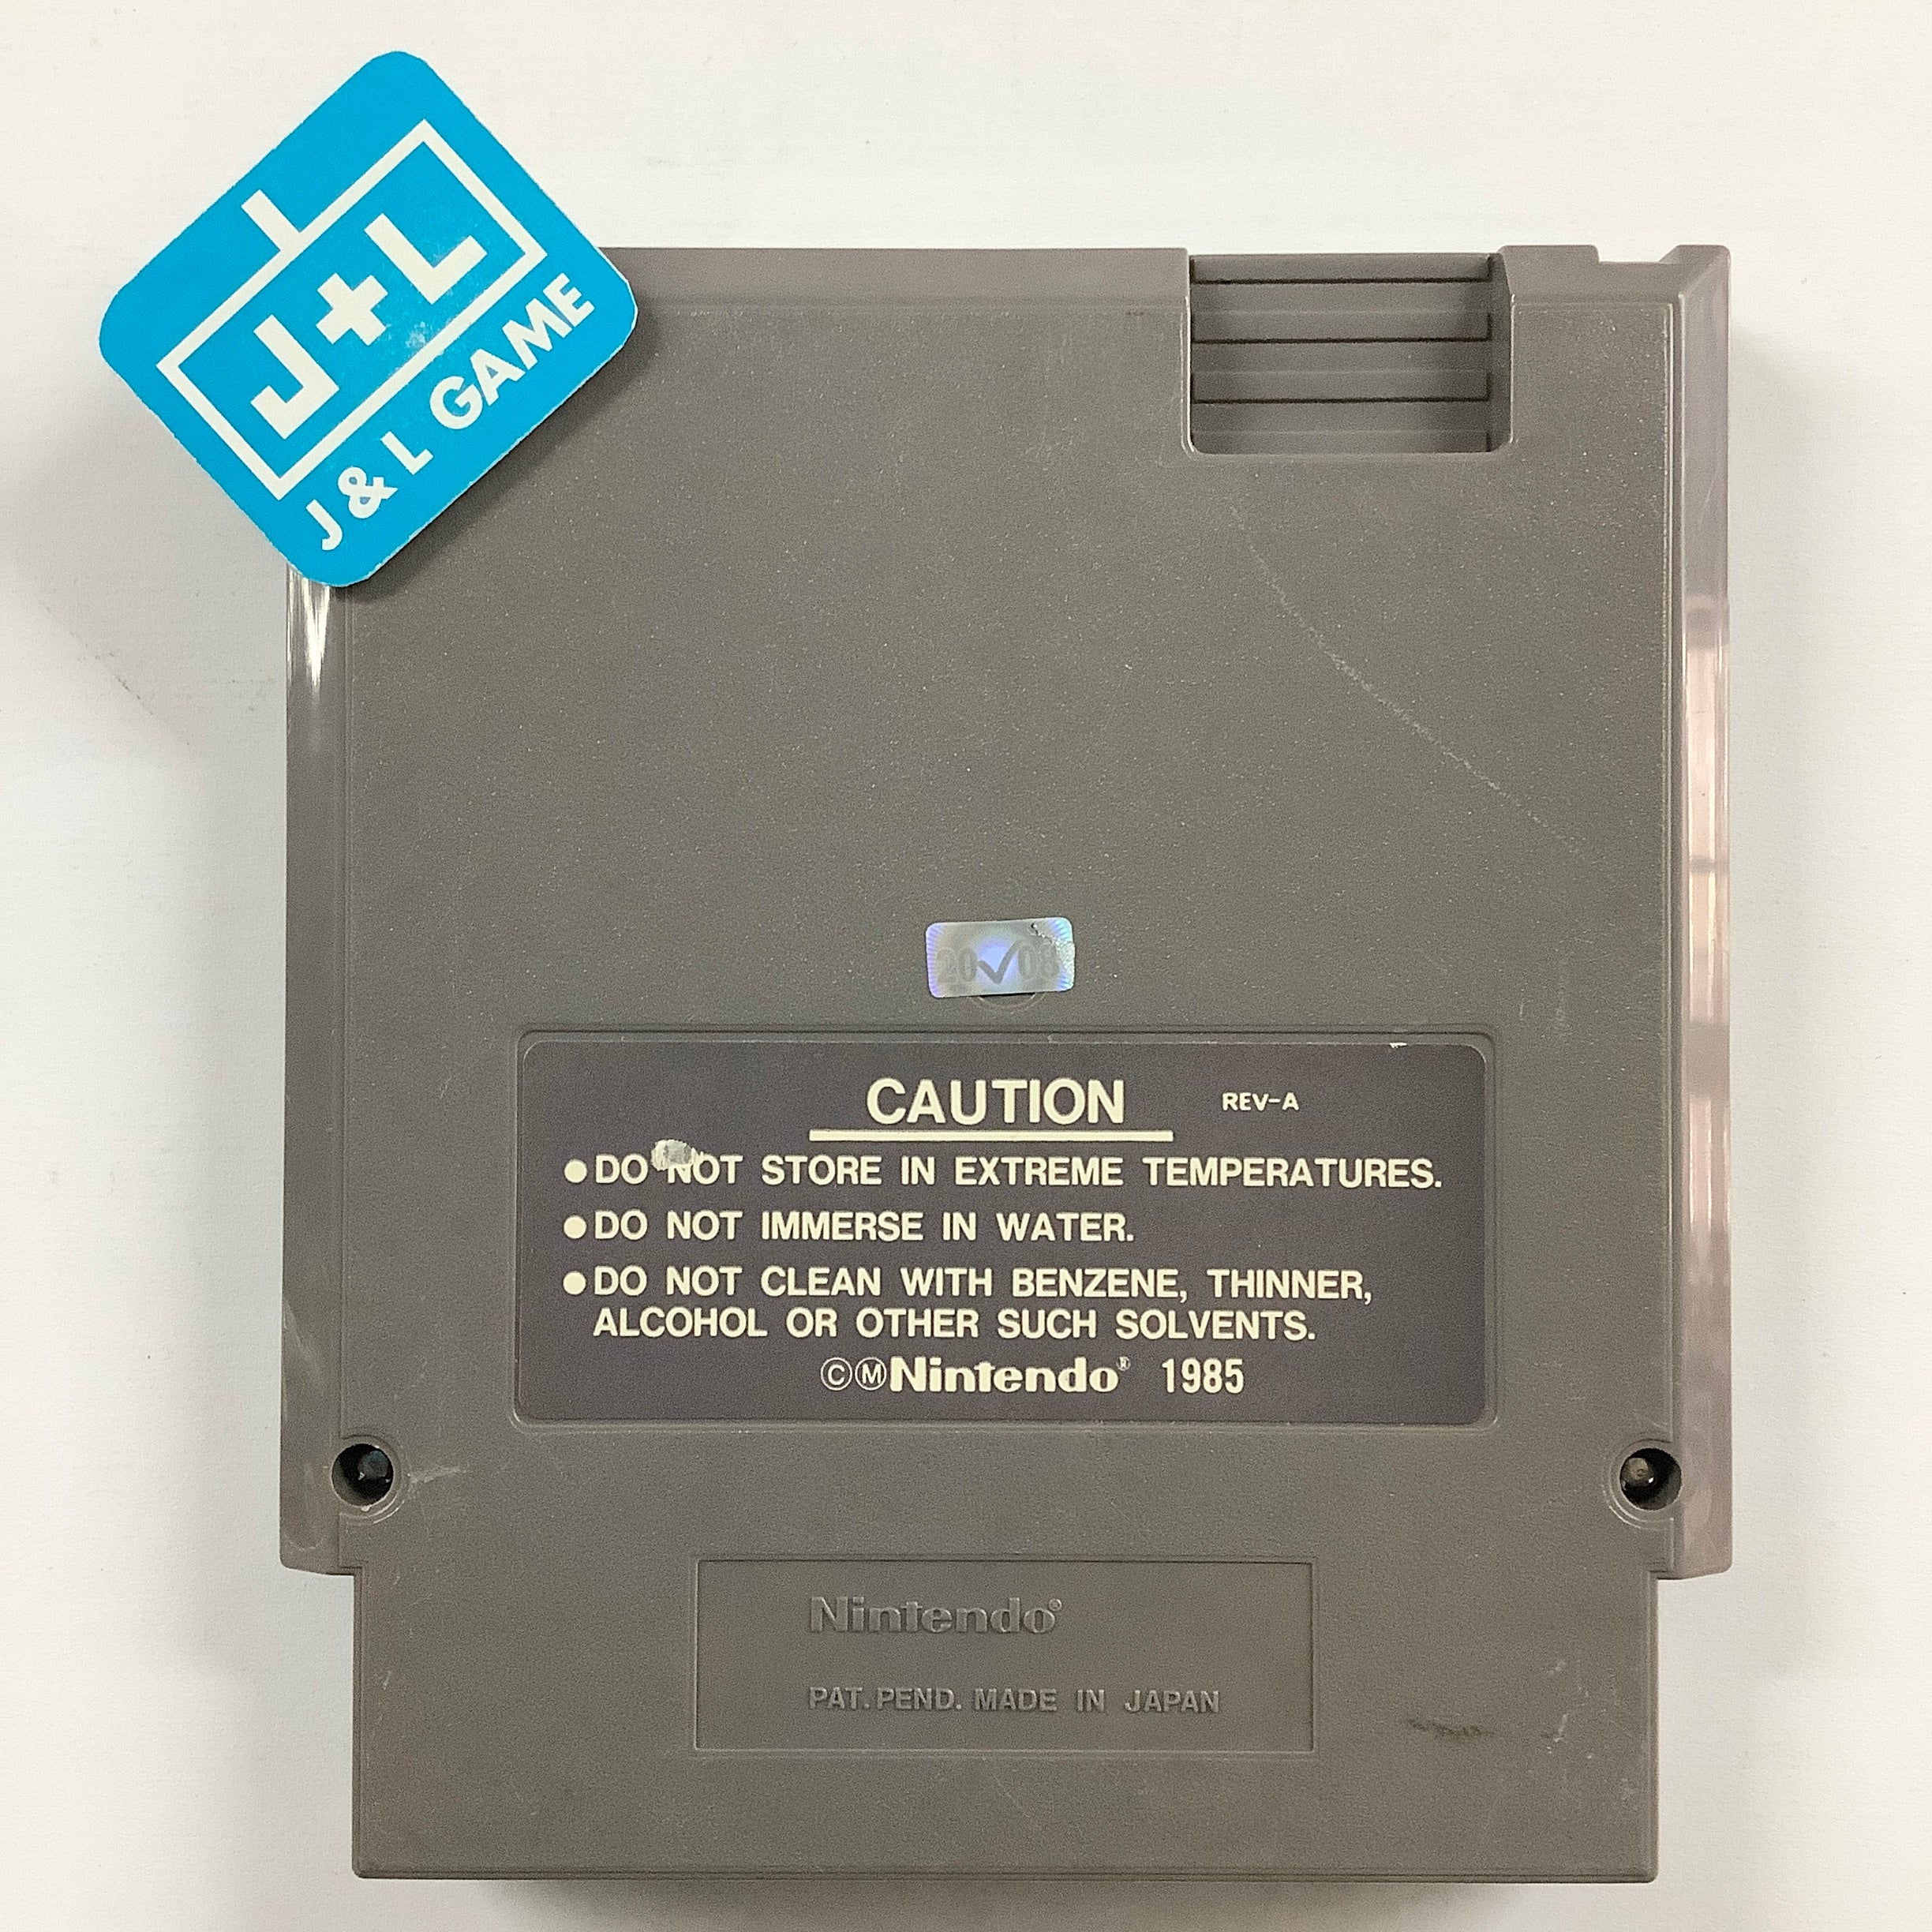 J+L
J & L GAME
20✓08
CAUTION REV-A
●DO NOT STORE IN EXTREME TEMPERATURES.
●DO NOT IMMERSE IN WATER.
●DO NOT CLEAN WITH BENZENE, THINNER,
ALCOHOL OR OTHER SUCH SOLVENTS.
ⒸⓂNintendo® 1985
Nintendo®
PAT. PEND. MADE IN JAPAN